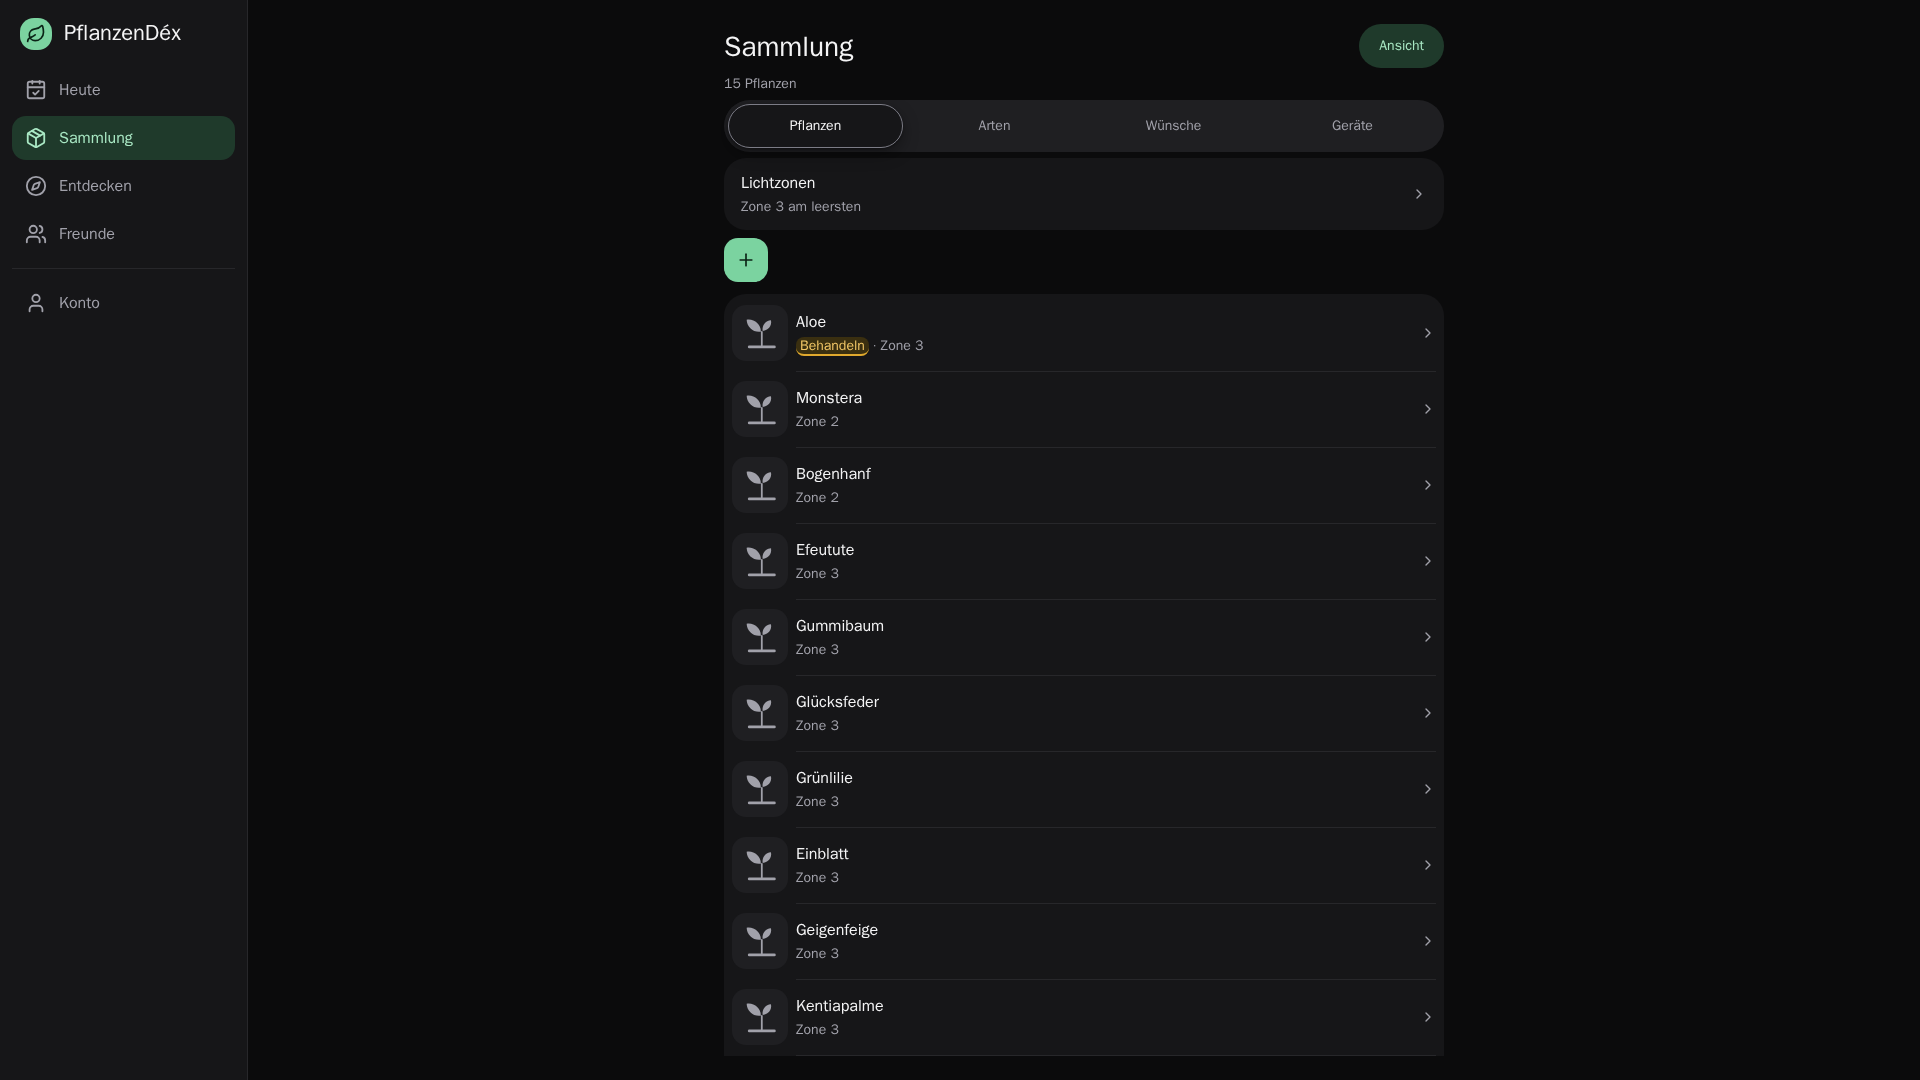 PflanzenDéx
Heute
Sammlung
Entdecken
Freunde
Konto
Sammlung
Ansicht
15 Pflanzen
Pflanzen
Arten
Wünsche
Geräte
Lichtzonen
Zone 3 am leersten
Aloe
Behandeln · Zone 3
Monstera
Zone 2
Bogenhanf
Zone 2
Efeutute
Zone 3
Gummibaum
Zone 3
Glücksfeder
Zone 3
Grünlilie
Zone 3
Einblatt
Zone 3
Geigenfeige
Zone 3
Kentiapalme
Zone 3